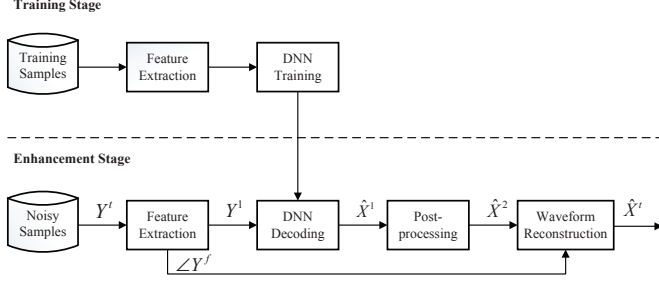 Training Stage
Training
Samples
Feature
Extraction
DNN
Training
Enhancement Stage
Noisy
Samples
Y^t
Feature
Extraction
Y^1
DNN
Decoding
X̂^1
Post-
processing
X̂^2
Waveform
Reconstruction
X̂^t
∠Y^f